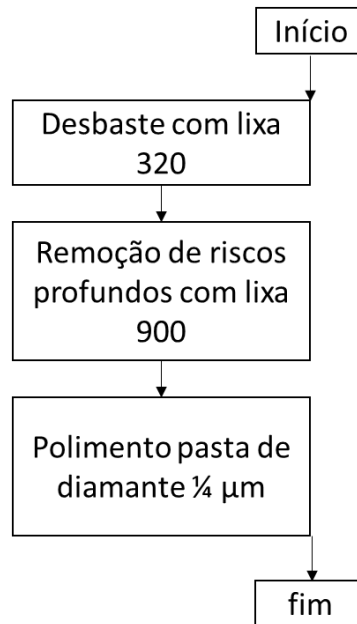 Início
Desbaste com lixa
320
Remoção de riscos
profundos com lixa
900
Polimento pasta de
diamante ¼ µm
fim